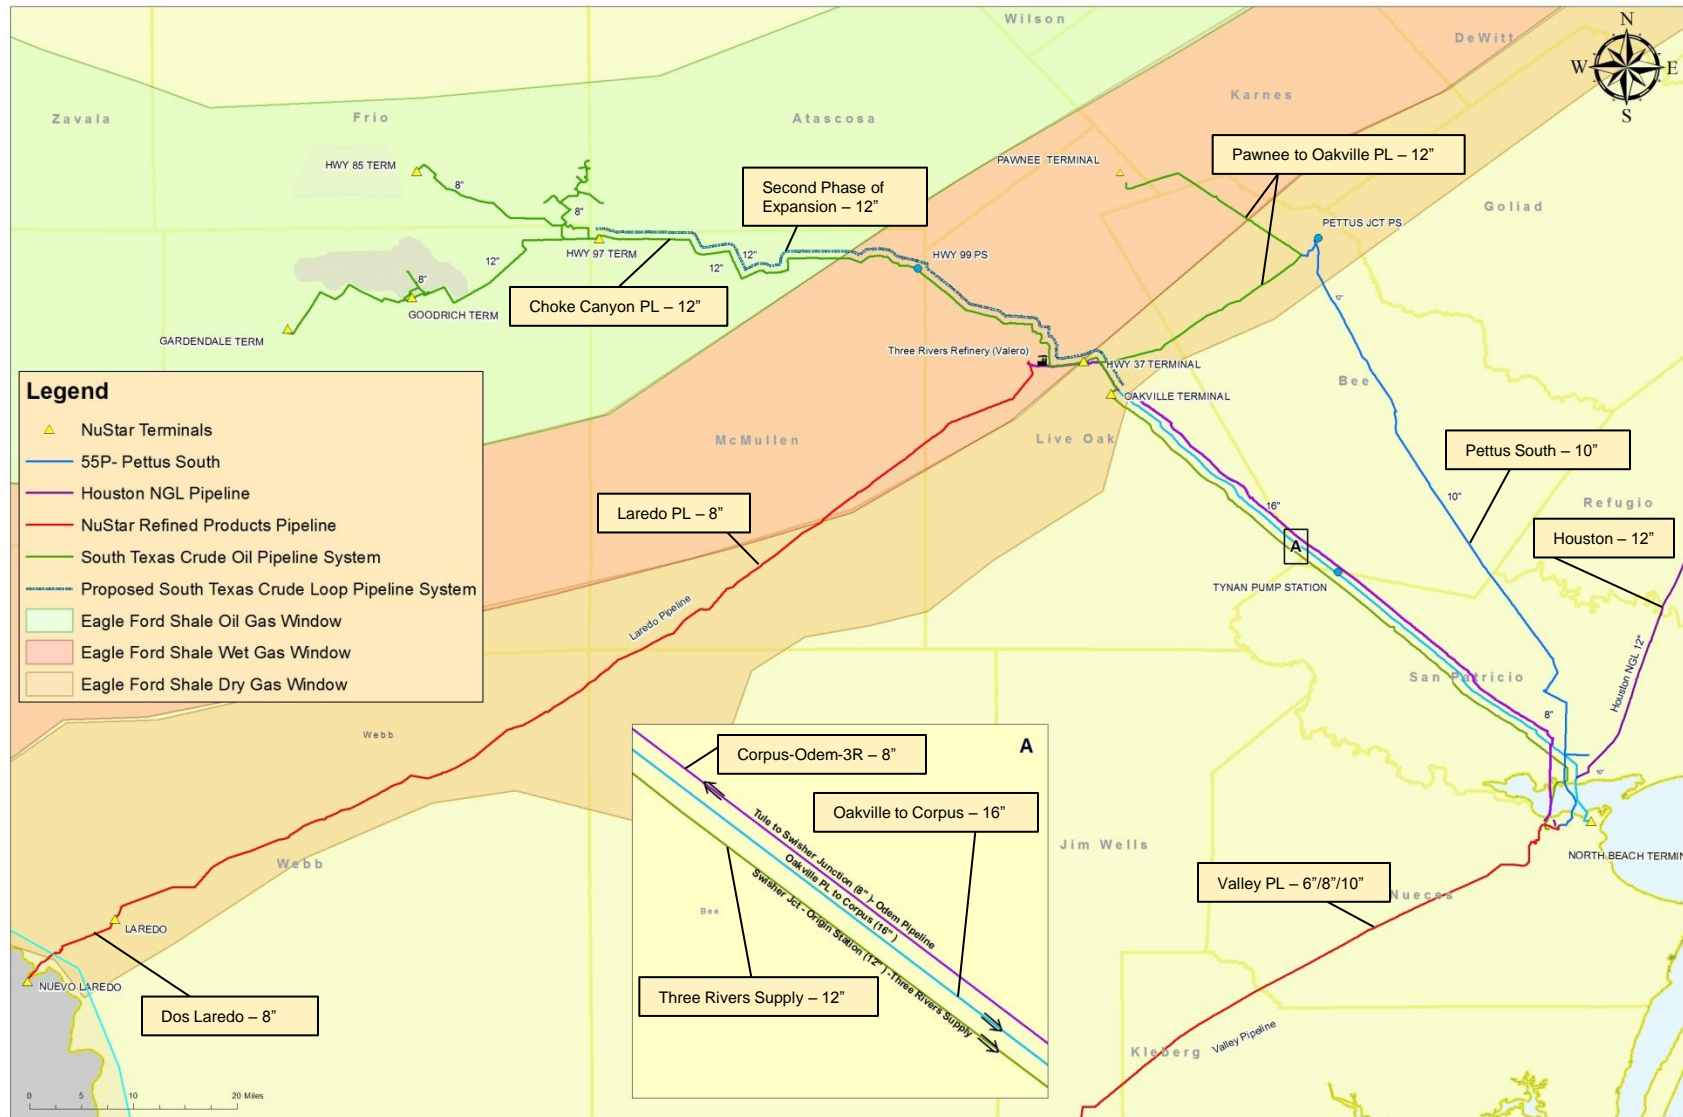 Wilson
DeWitt
N
W
E
S
Karnes
Zavala
Frio
Atascosa
HWY 85 TERM
PAWNEE  TERMINAL
Pawnee to Oakville PL – 12”
8"
Second Phase of
Expansion – 12”
Goliad
8"
PETTUS JCT PS
HWY 97 TERM
12"
12"
HWY 99 PS
12"
8"
12"
Choke Canyon PL – 12”
GOODRICH TERM
GARDENDALE TERM
Three Rivers Refinery (Valero)
HWY 37 TERMINAL
Bee
OAKVILLE TERMINAL
Legend
NuStar Terminals
55P- Pettus South
Houston NGL Pipeline
NuStar Refined Products Pipeline
South Texas Crude Oil Pipeline System
Proposed South Texas Crude Loop Pipeline System
Eagle Ford Shale Oil Gas Window
Eagle Ford Shale Wet Gas Window
Eagle Ford Shale Dry Gas Window
McMullen
Live Oak
Pettus South – 10”
10"
Refugio
Laredo PL – 8”
16"
Houston – 12”
A
TYNAN PUMP STATION
Laredo Pipeline
San Patricio
Houston NGL 12"
8"
Webb
10"
A
Corpus-Odem-3R – 8”
Oakville to Corpus – 16”
Tule to Swisher Junction (8" )- Odem Pipeline
Oakville PL to Corpus (16" )
Swisher Jct - Origin Station (12" ) -Three Rivers Supply
Bee
Three Rivers Supply – 12”
Jim Wells
NORTH BEACH TERMIN
Valley PL – 6”/8”/10”
Nueces
Webb
LAREDO
NUEVO LAREDO
Dos Laredo – 8”
Kleberg
Valley Pipeline
0 5 10 20 Miles